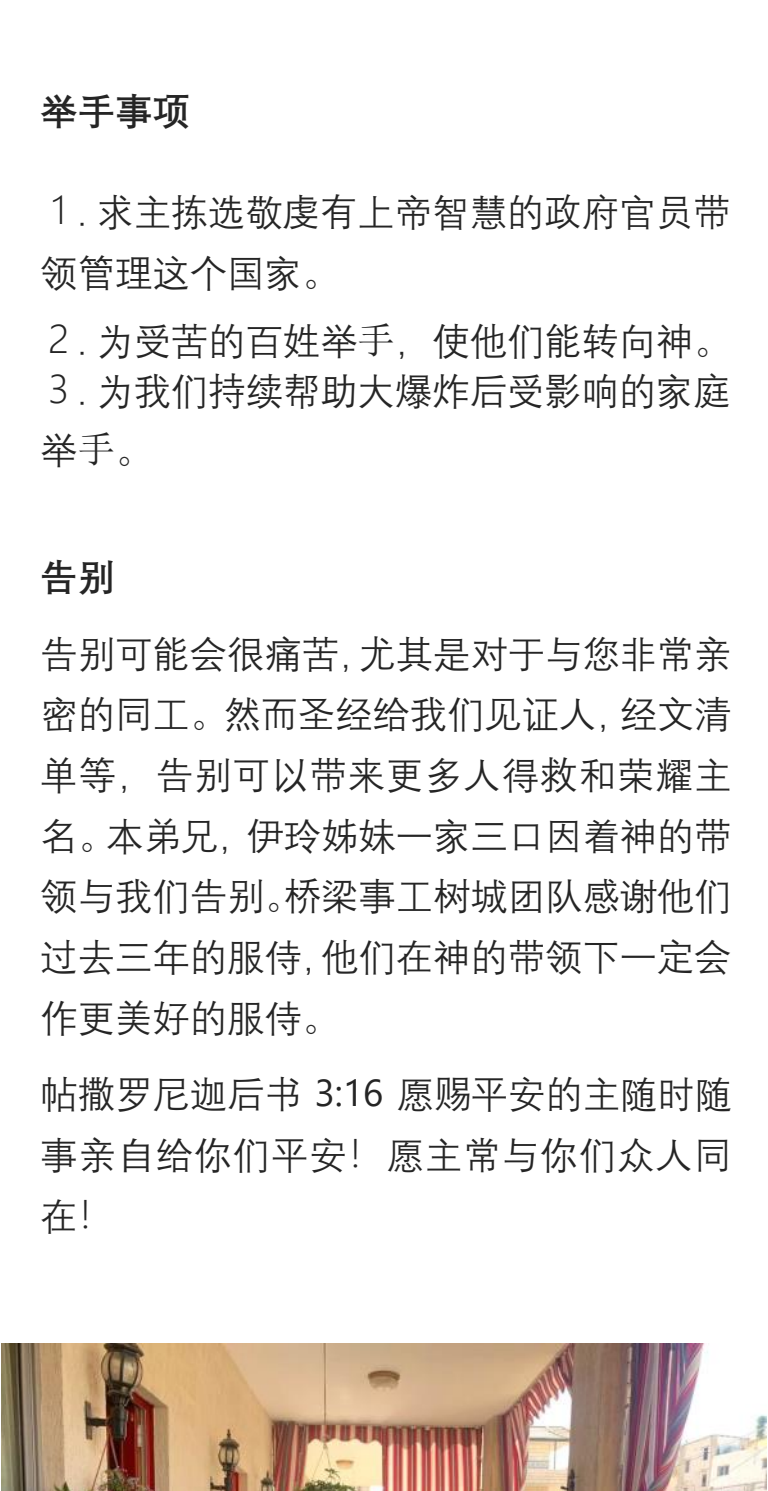 举手事项
1. 求主拣选敬虔有上帝智慧的政府官员带
领管理这个国家。
2. 为受苦的百姓举手，使他们能转向神。
3. 为我们持续帮助大爆炸后受影响的家庭
举手。
告别
告别可能会很痛苦,尤其是对于与您非常亲
密的同工。然而圣经给我们见证人, 经文清
单等，告别可以带来更多人得救和荣耀主
名。本弟兄, 伊玲姊妹一家三口因着神的带
领与我们告别。桥梁事工树城团队感谢他们
过去三年的服侍,他们在神的带领下一定会
作更美好的服侍。
帖撒罗尼迦后书 3:16 愿赐平安的主随时随
事亲自给你们平安！愿主常与你们众人同
在！